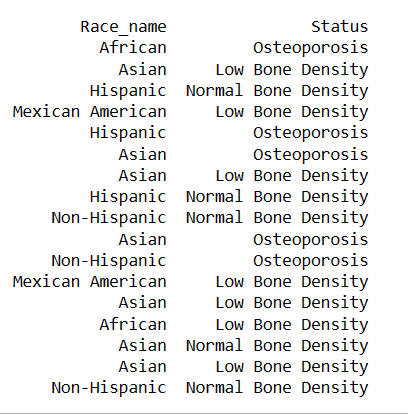 Race_name Status
African Osteoporosis
Asian Low Bone Density
Hispanic Normal Bone Density
Mexican American Low Bone Density
Hispanic Osteoporosis
Asian Osteoporosis
Asian Low Bone Density
Hispanic Normal Bone Density
Non-Hispanic Normal Bone Density
Asian Osteoporosis
Non-Hispanic Osteoporosis
Mexican American Low Bone Density
Asian Low Bone Density
African Low Bone Density
Asian Normal Bone Density
Asian Low Bone Density
Non-Hispanic Normal Bone Density